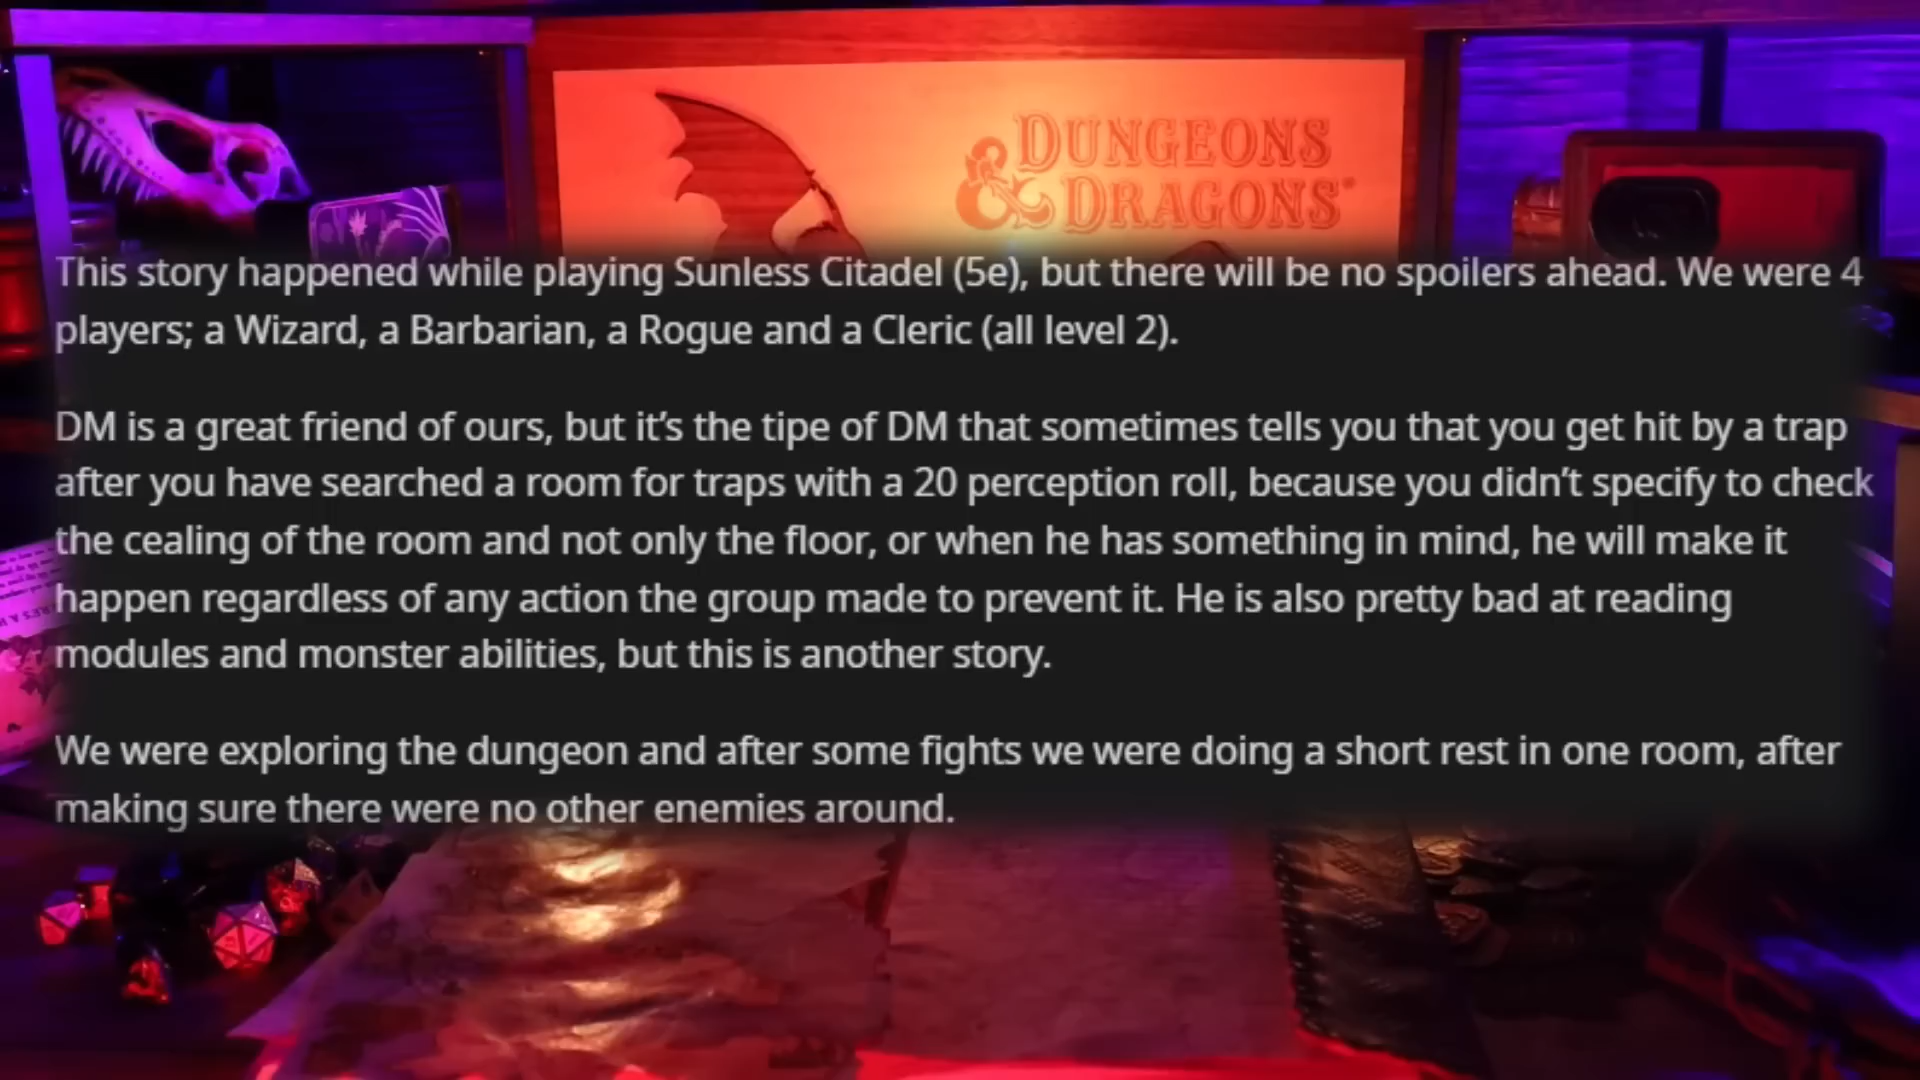 DUNGEONS
& DRAGONS
This story happened while playing Sunless Citadel (5e), but there will be no spoilers ahead. We were 4
players; a Wizard, a Barbarian, a Rogue and a Cleric (all level 2).
DM is a great friend of ours, but it’s the tipe of DM that sometimes tells you that you get hit by a trap
after you have searched a room for traps with a 20 perception roll, because you didn’t specify to check
the cealing of the room and not only the floor, or when he has something in mind, he will make it
happen regardless of any action the group made to prevent it. He is also pretty bad at reading
modules and monster abilities, but this is another story.
We were exploring the dungeon and after some fights we were doing a short rest in one room, after
making sure there were no other enemies around.